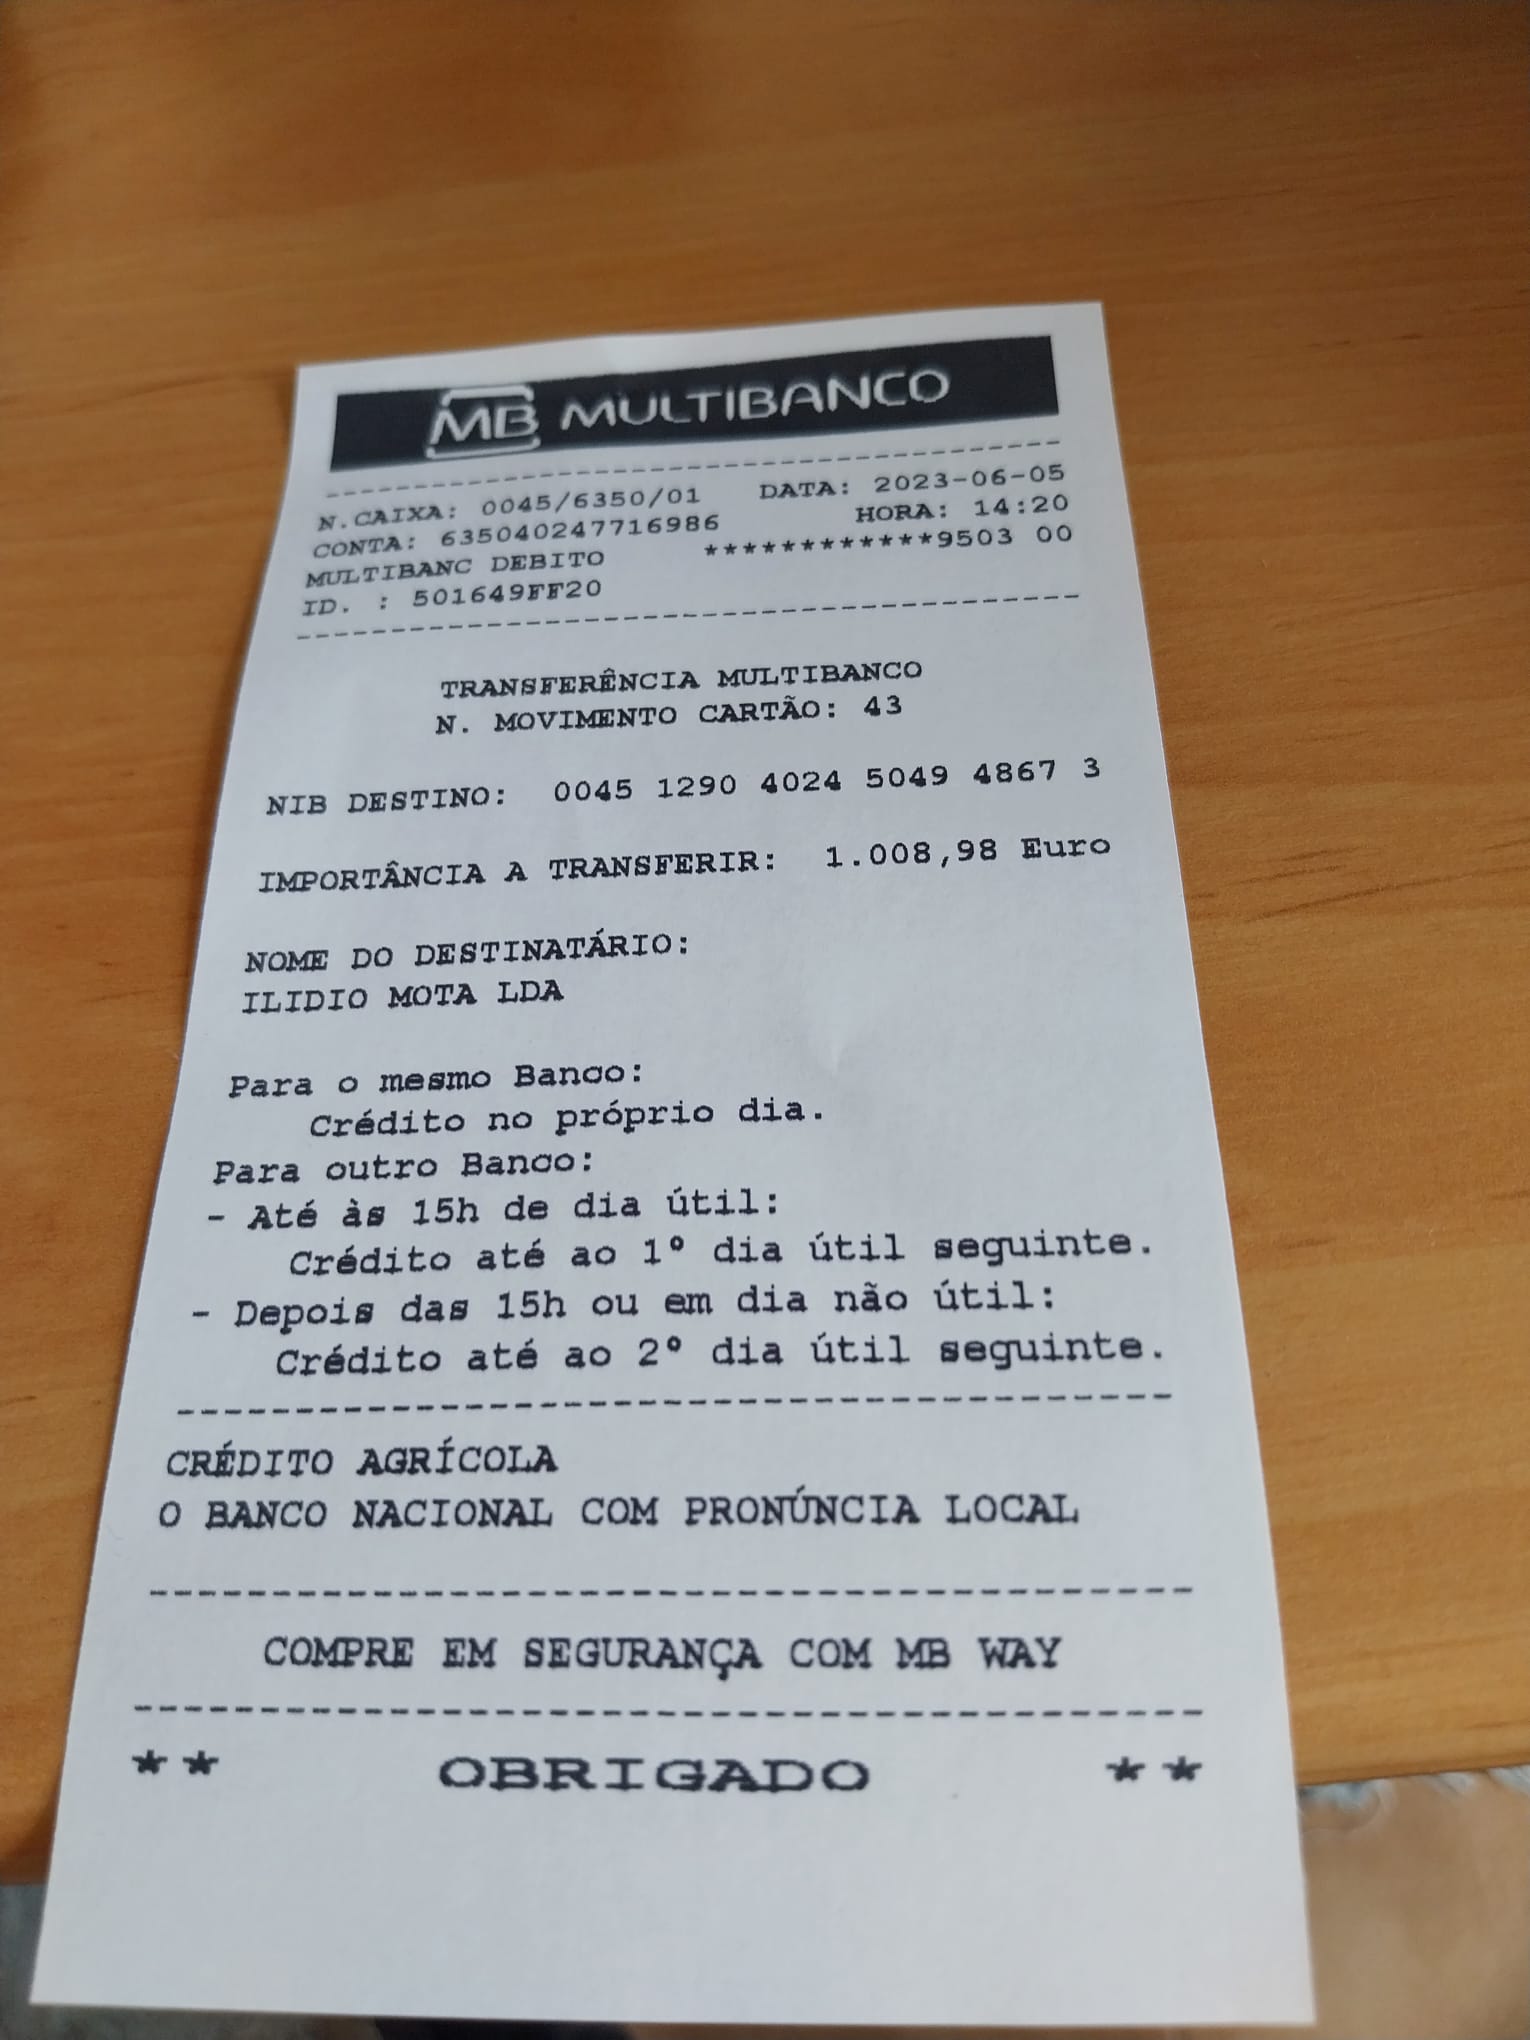 MB MULTIBANCO
N.CAIXA: 0045/6350/01 DATA: 2023-06-05
CONTA: 635040247716986 HORA: 14:20
MULTIBANC DEBITO ************9503 00
ID. : 501649FF20
TRANSFERÊNCIA MULTIBANCO
N. MOVIMENTO CARTÃO: 43
NIB DESTINO: 0045 1290 4024 5049 4867 3
IMPORTÂNCIA A TRANSFERIR: 1.008,98 Euro
NOME DO DESTINATÁRIO:
ILIDIO MOTA LDA
Para o mesmo Banco:
Crédito no próprio dia.
Para outro Banco:
- Até às 15h de dia útil:
Crédito até ao 1º dia útil seguinte.
- Depois das 15h ou em dia não útil:
Crédito até ao 2º dia útil seguinte.
CRÉDITO AGRÍCOLA
O BANCO NACIONAL COM PRONÚNCIA LOCAL
COMPRE EM SEGURANÇA COM MB WAY
** OBRIGADO **